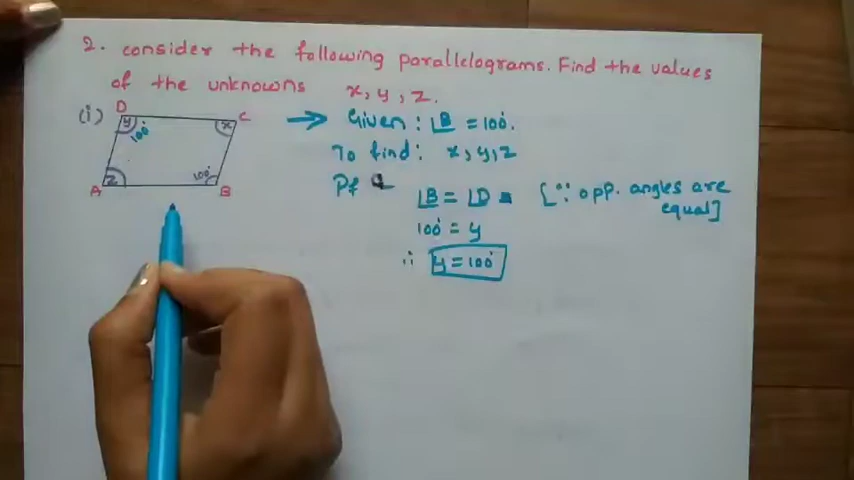 2. consider the following parallelograms. Find the values
of the unknowns x, y, z.
(i) D C
y x
100°
z 100°
A B
→ Given: ∠B = 100°.
To find: x, y, z
Pf
∠B = ∠D [∵ opp. angles are
equal]
100° = y
∴ y = 100°